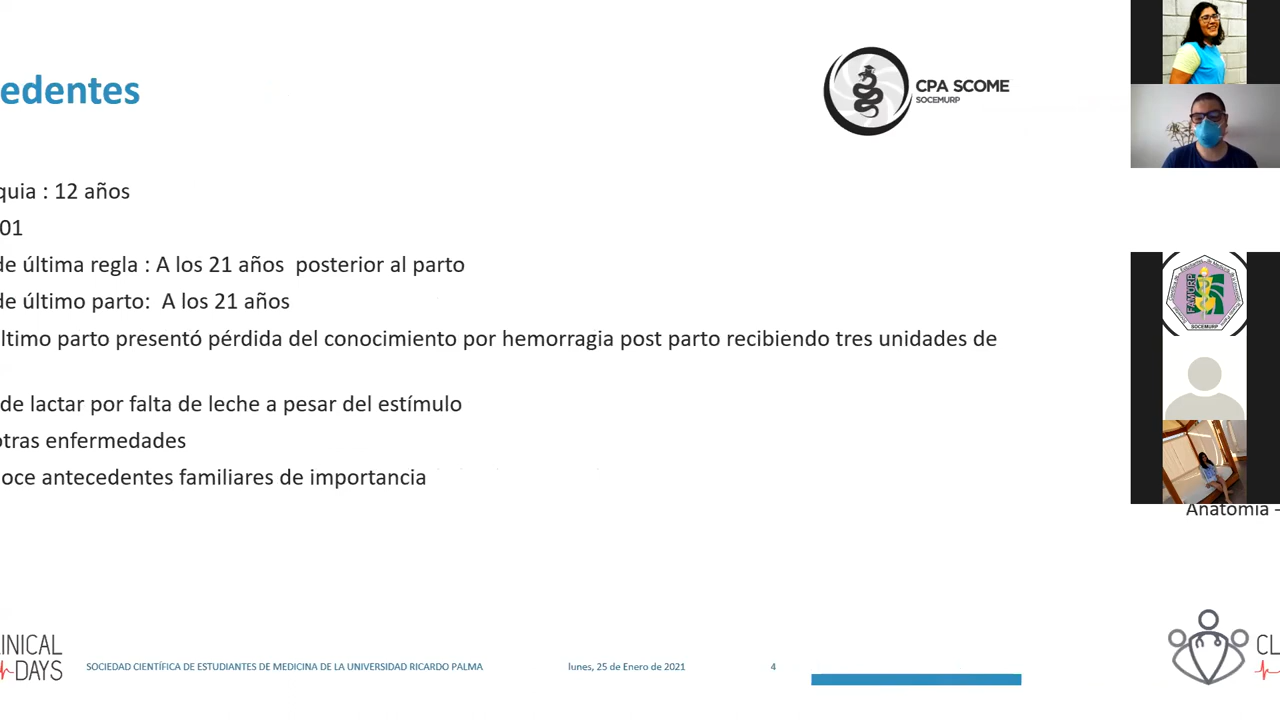 edentes
CPA SCOME
SOCEMURP
quia : 12 años
01
de última regla : A los 21 años posterior al parto
de último parto: A los 21 años
ltimo parto presentó pérdida del conocimiento por hemorragia post parto recibiendo tres unidades de
de lactar por falta de leche a pesar del estímulo
otras enfermedades
oce antecedentes familiares de importancia
FAMURP
SOCEMURP
Anatomía -
INICAL
DAYS
SOCIEDAD CIENTÍFICA DE ESTUDIANTES DE MEDICINA DE LA UNIVERSIDAD RICARDO PALMA
lunes, 25 de Enero de 2021
4
CL